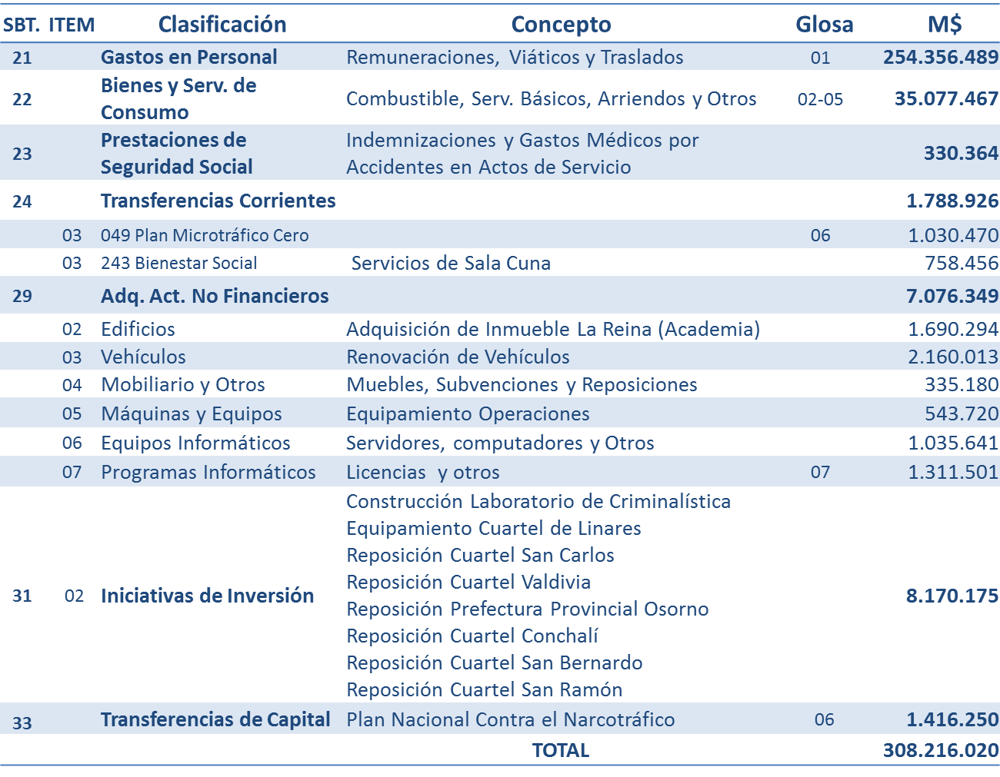 SBT. ITEM Clasificación Concepto Glosa M$
21 Gastos en Personal Remuneraciones, Viáticos y Traslados 01 254.356.489
22 Bienes y Serv. de Consumo Combustible, Serv. Básicos, Arriendos y Otros 02-05 35.077.467
23 Prestaciones de Seguridad Social Indemnizaciones y Gastos Médicos por Accidentes en Actos de Servicio 330.364
24 Transferencias Corrientes 1.788.926
03 049 Plan Microtráfico Cero 06 1.030.470
03 243 Bienestar Social Servicios de Sala Cuna 758.456
29 Adq. Act. No Financieros 7.076.349
02 Edificios Adquisición de Inmueble La Reina (Academia) 1.690.294
03 Vehículos Renovación de Vehículos 2.160.013
04 Mobiliario y Otros Muebles, Subvenciones y Reposiciones 335.180
05 Máquinas y Equipos Equipamiento Operaciones 543.720
06 Equipos Informáticos Servidores, computadores y Otros 1.035.641
07 Programas Informáticos Licencias y otros 07 1.311.501
31 02 Iniciativas de Inversión
Construcción Laboratorio de Criminalística
Equipamiento Cuartel de Linares
Reposición Cuartel San Carlos
Reposición Cuartel Valdivia
Reposición Prefectura Provincial Osorno
Reposición Cuartel Conchalí
Reposición Cuartel San Bernardo
Reposición Cuartel San Ramón
8.170.175
33 Transferencias de Capital Plan Nacional Contra el Narcotráfico 06 1.416.250
TOTAL 308.216.020